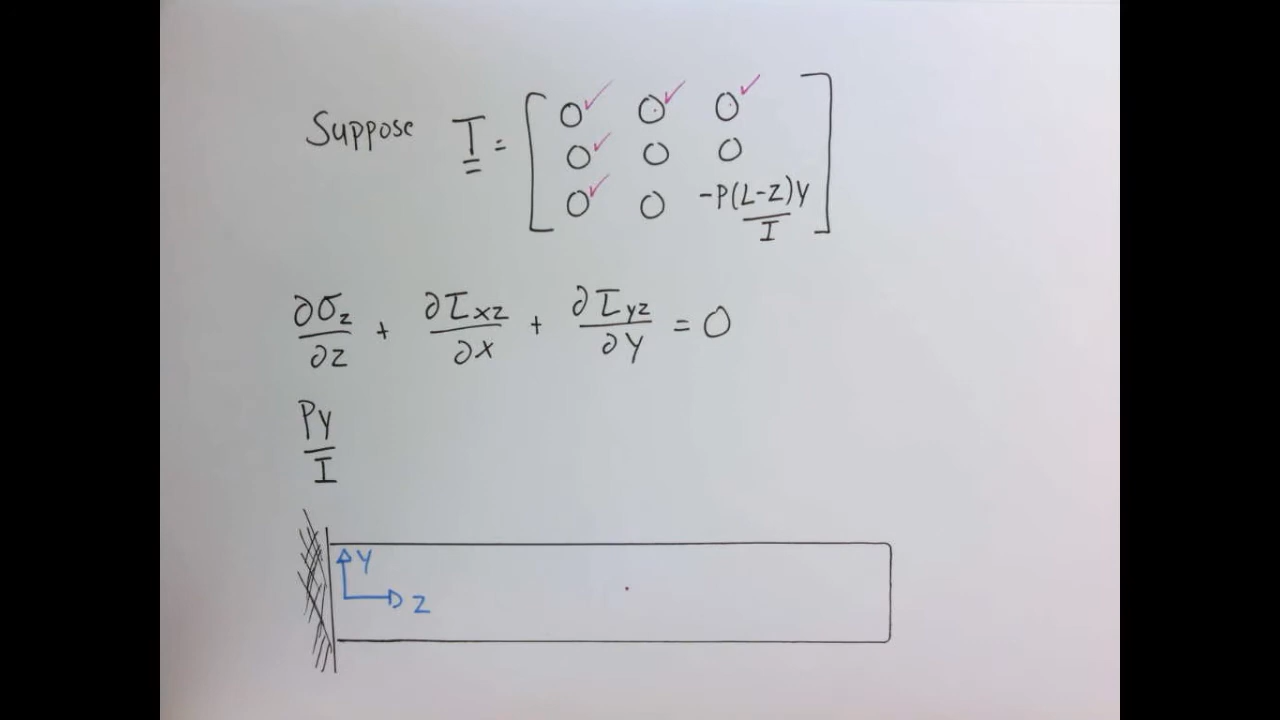 Suppose T = [ 0 0 0
0 0 0
0 0 -P(L-Z)Y/I ]
∂σz/∂z + ∂τxz/∂x + ∂τyz/∂y = 0
PY/I
Y
Z